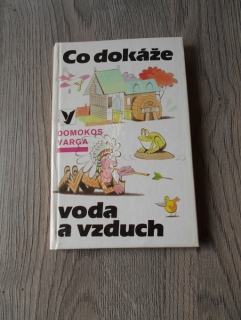 Co dokáže
DOMOKOS
VARGA
voda
a vzduch